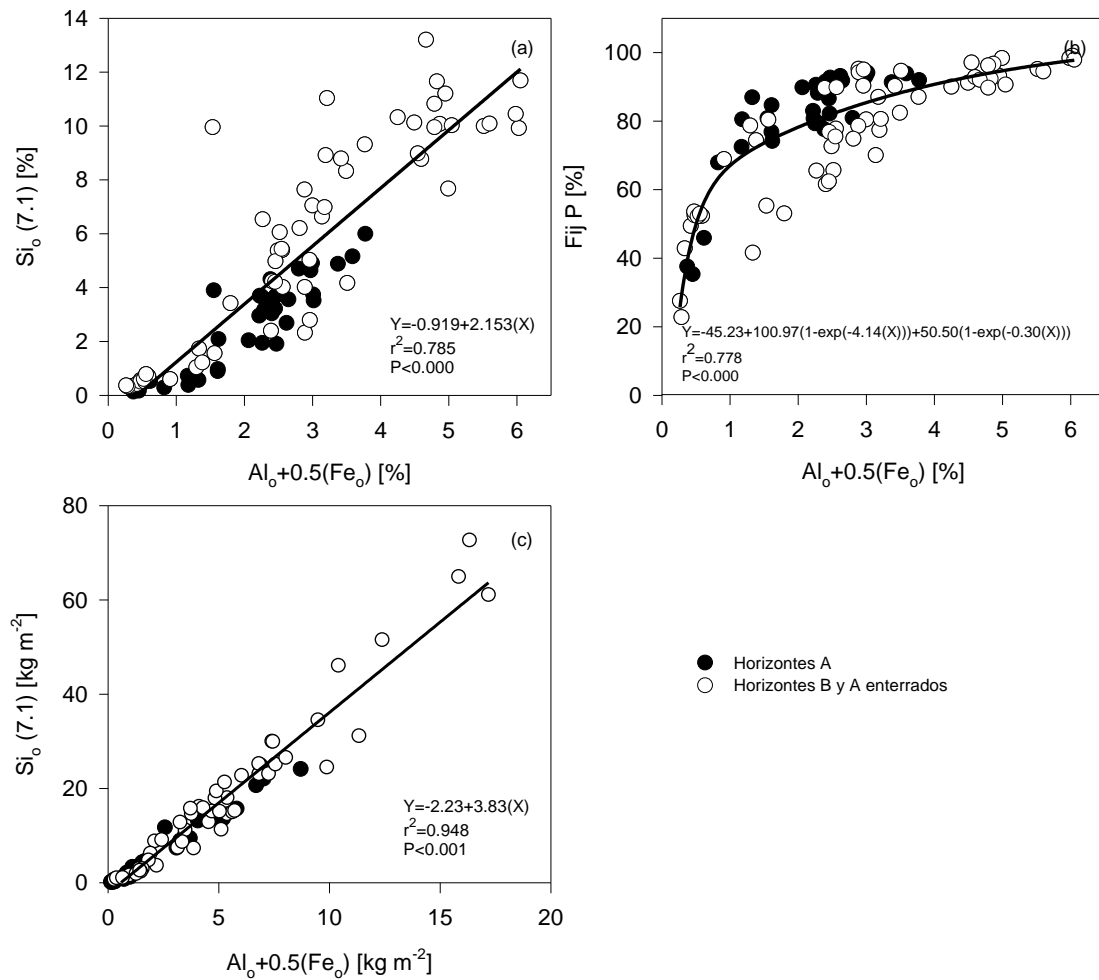 (a)
14
12
10
8
6
4
2
0
Si_o (7.1) [%]
Y=-0.919+2.153(X)
r²=0.785
P<0.000
0 1 2 3 4 5 6
Al_o+0.5(Fe_o) [%]
(b)
100
80
60
40
20
0
Fij P [%]
Y=-45.23+100.97(1-exp(-4.14(X)))+50.50(1-exp(-0.30(X)))
r²=0.778
P<0.000
0 1 2 3 4 5 6
Al_o+0.5(Fe_o) [%]
(c)
80
60
40
20
0
Si_o (7.1) [kg m⁻²]
Y=-2.23+3.83(X)
r²=0.948
P<0.001
0 5 10 15 20
Al_o+0.5(Fe_o) [kg m⁻²]
Horizontes A
Horizontes B y A enterrados